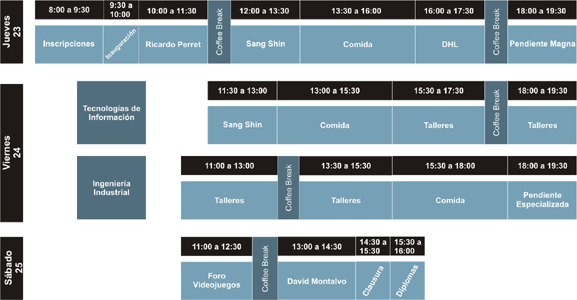 Jueves 23
8:00 a 9:30
9:30 a 10:00
10:00 a 11:30
12:00 a 13:30
13:30 a 16:00
16:00 a 17:30
18:00 a 19:30
Inscripciones
Inauguración
Ricardo Perret
Coffee Break
Sang Shin
Comida
DHL
Coffee Break
Pendiente Magna
Viernes 24
Tecnologías de
Información
11:30 a 13:00
13:00 a 15:30
15:30 a 17:30
18:00 a 19:30
Sang Shin
Comida
Talleres
Coffee Break
Talleres
Ingeniería
Industrial
11:00 a 13:00
13:30 a 15:30
15:30 a 18:00
18:00 a 19:30
Talleres
Coffee Break
Talleres
Comida
Pendiente
Especializada
Sábado 25
11:00 a 12:30
13:00 a 14:30
14:30 a 15:30
15:30 a 16:00
Foro
Videojuegos
Coffee Break
David Montalvo
Clausura
Diplomas